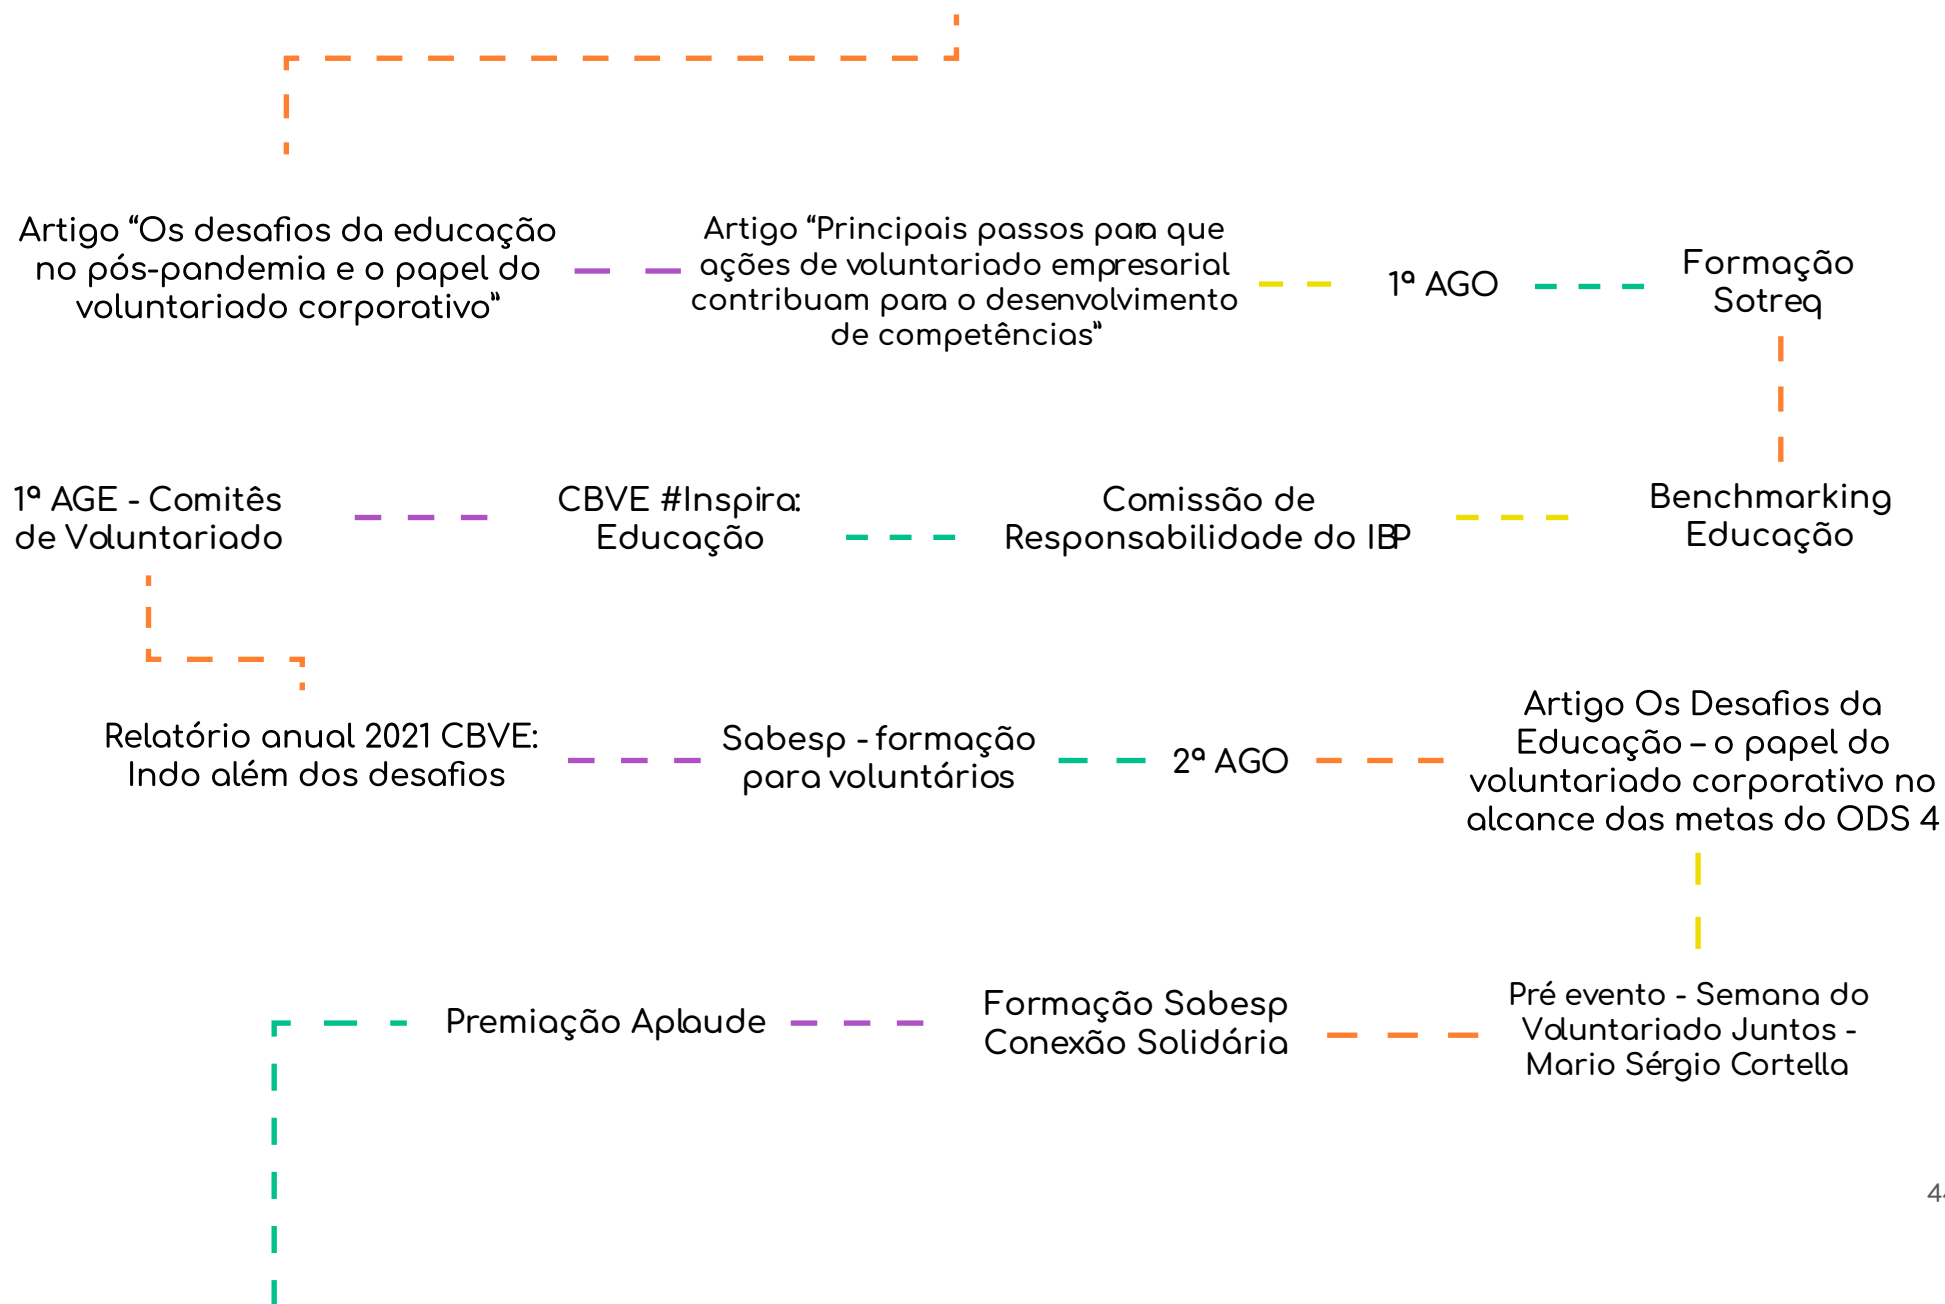 Artigo “Os desafios da educação
no pós-pandemia e o papel do
voluntariado corporativo”
Artigo “Principais passos para que
ações de voluntariado empresarial
contribuam para o desenvolvimento
de competências”
1ª AGO
Formação
Sotreq
1ª AGE - Comitês
de Voluntariado
CBVE #Inspira:
Educação
Comissão de
Responsabilidade do IBP
Benchmarking
Educação
Relatório anual 2021 CBVE:
Indo além dos desafios
Sabesp - formação
para voluntários
2ª AGO
Artigo Os Desafios da
Educação – o papel do
voluntariado corporativo no
alcance das metas do ODS 4
Premiação Aplaude
Formação Sabesp
Conexão Solidária
Pré evento - Semana do
Voluntariado Juntos -
Mario Sérgio Cortella